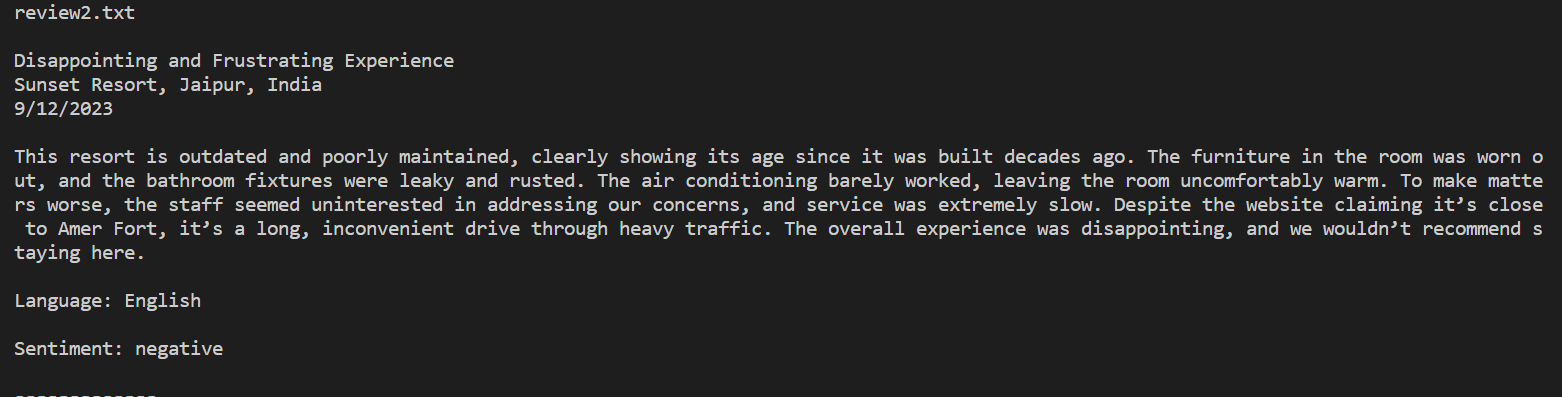 review2.txt
Disappointing and Frustrating Experience
Sunset Resort, Jaipur, India
9/12/2023
This resort is outdated and poorly maintained, clearly showing its age since it was built decades ago. The furniture in the room was worn o
ut, and the bathroom fixtures were leaky and rusted. The air conditioning barely worked, leaving the room uncomfortably warm. To make matte
rs worse, the staff seemed uninterested in addressing our concerns, and service was extremely slow. Despite the website claiming it’s close
 to Amer Fort, it’s a long, inconvenient drive through heavy traffic. The overall experience was disappointing, and we wouldn’t recommend s
taying here.
Language: English
Sentiment: negative
-------------